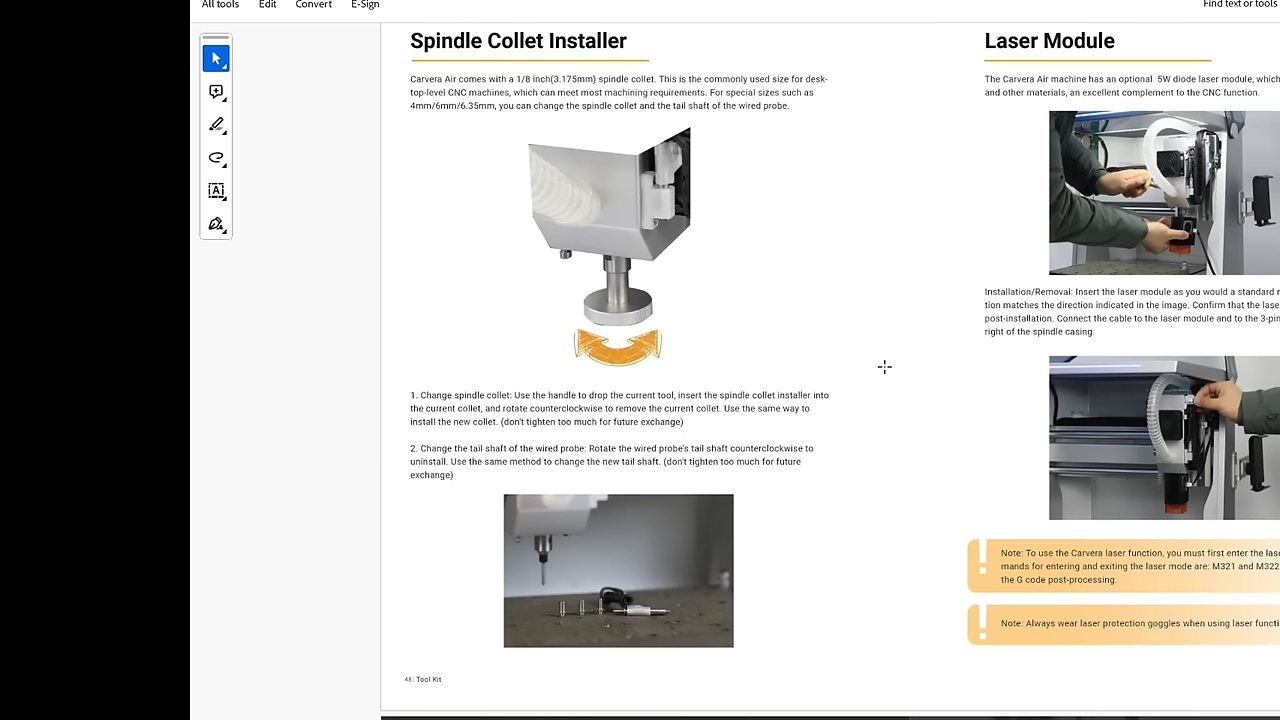 All tools Edit Convert E-Sign Find text or tools
Spindle Collet Installer
Carvera Air comes with a 1/8 inch(3.175mm) spindle collet. This is the commonly used size for desk-
top-level CNC machines, which can meet most machining requirements. For special sizes such as
4mm/6mm/6.35mm, you can change the spindle collet and the tail shaft of the wired probe.
1. Change spindle collet: Use the handle to drop the current tool, insert the spindle collet installer into
the current collet, and rotate counterclockwise to remove the current collet. Use the same way to
install the new collet. (don't tighten too much for future exchange)
2. Change the tail shaft of the wired probe: Rotate the wired probe's tail shaft counterclockwise to
uninstall. Use the same method to change the new tail shaft. (don't tighten too much for future
exchange)
48 | Tool Kit
Laser Module
The Carvera Air machine has an optional 5W diode laser module, which
and other materials, an excellent complement to the CNC function.
Installation/Removal: Insert the laser module as you would a standard
tion matches the direction indicated in the image. Confirm that the lase
post-installation. Connect the cable to the laser module and to the 3-pin
right of the spindle casing.
Note: To use the Carvera laser function, you must first enter the lase
mands for entering and exiting the laser mode are: M321 and M322
the G code post-processing.
Note: Always wear laser protection goggles when using laser functi